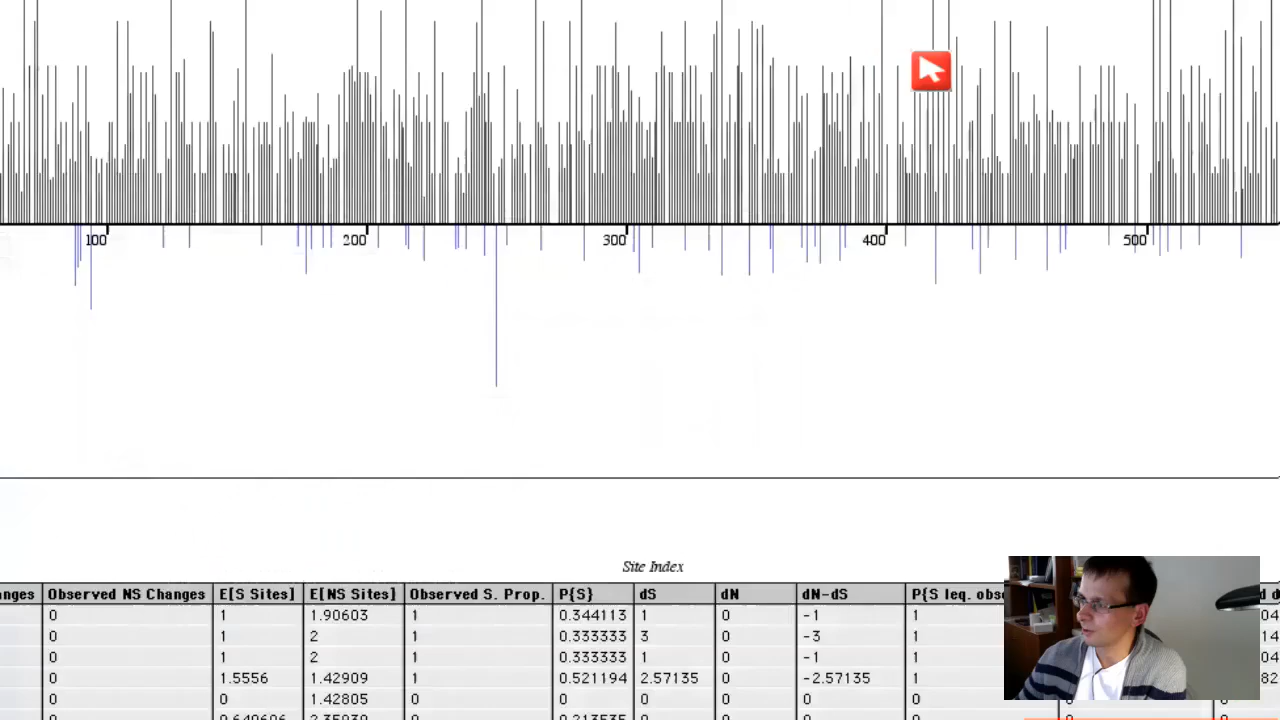 100 200 300 400 500
Site Index
anges Observed NS Changes E[S Sites] E[NS Sites] Observed S. Prop. P{S} dS dN dN-dS P{S leq. obs
0 1 1.90603 1 0.344113 1 0 -1 1 04
0 1 2 1 0.333333 3 0 -3 1 14
0 1 2 1 0.333333 1 0 -1 1 04
0 1.5556 1.42909 1 0.521194 2.57135 0 -2.57135 1 82
0 0 1.42805 0 0 0 0 0 0